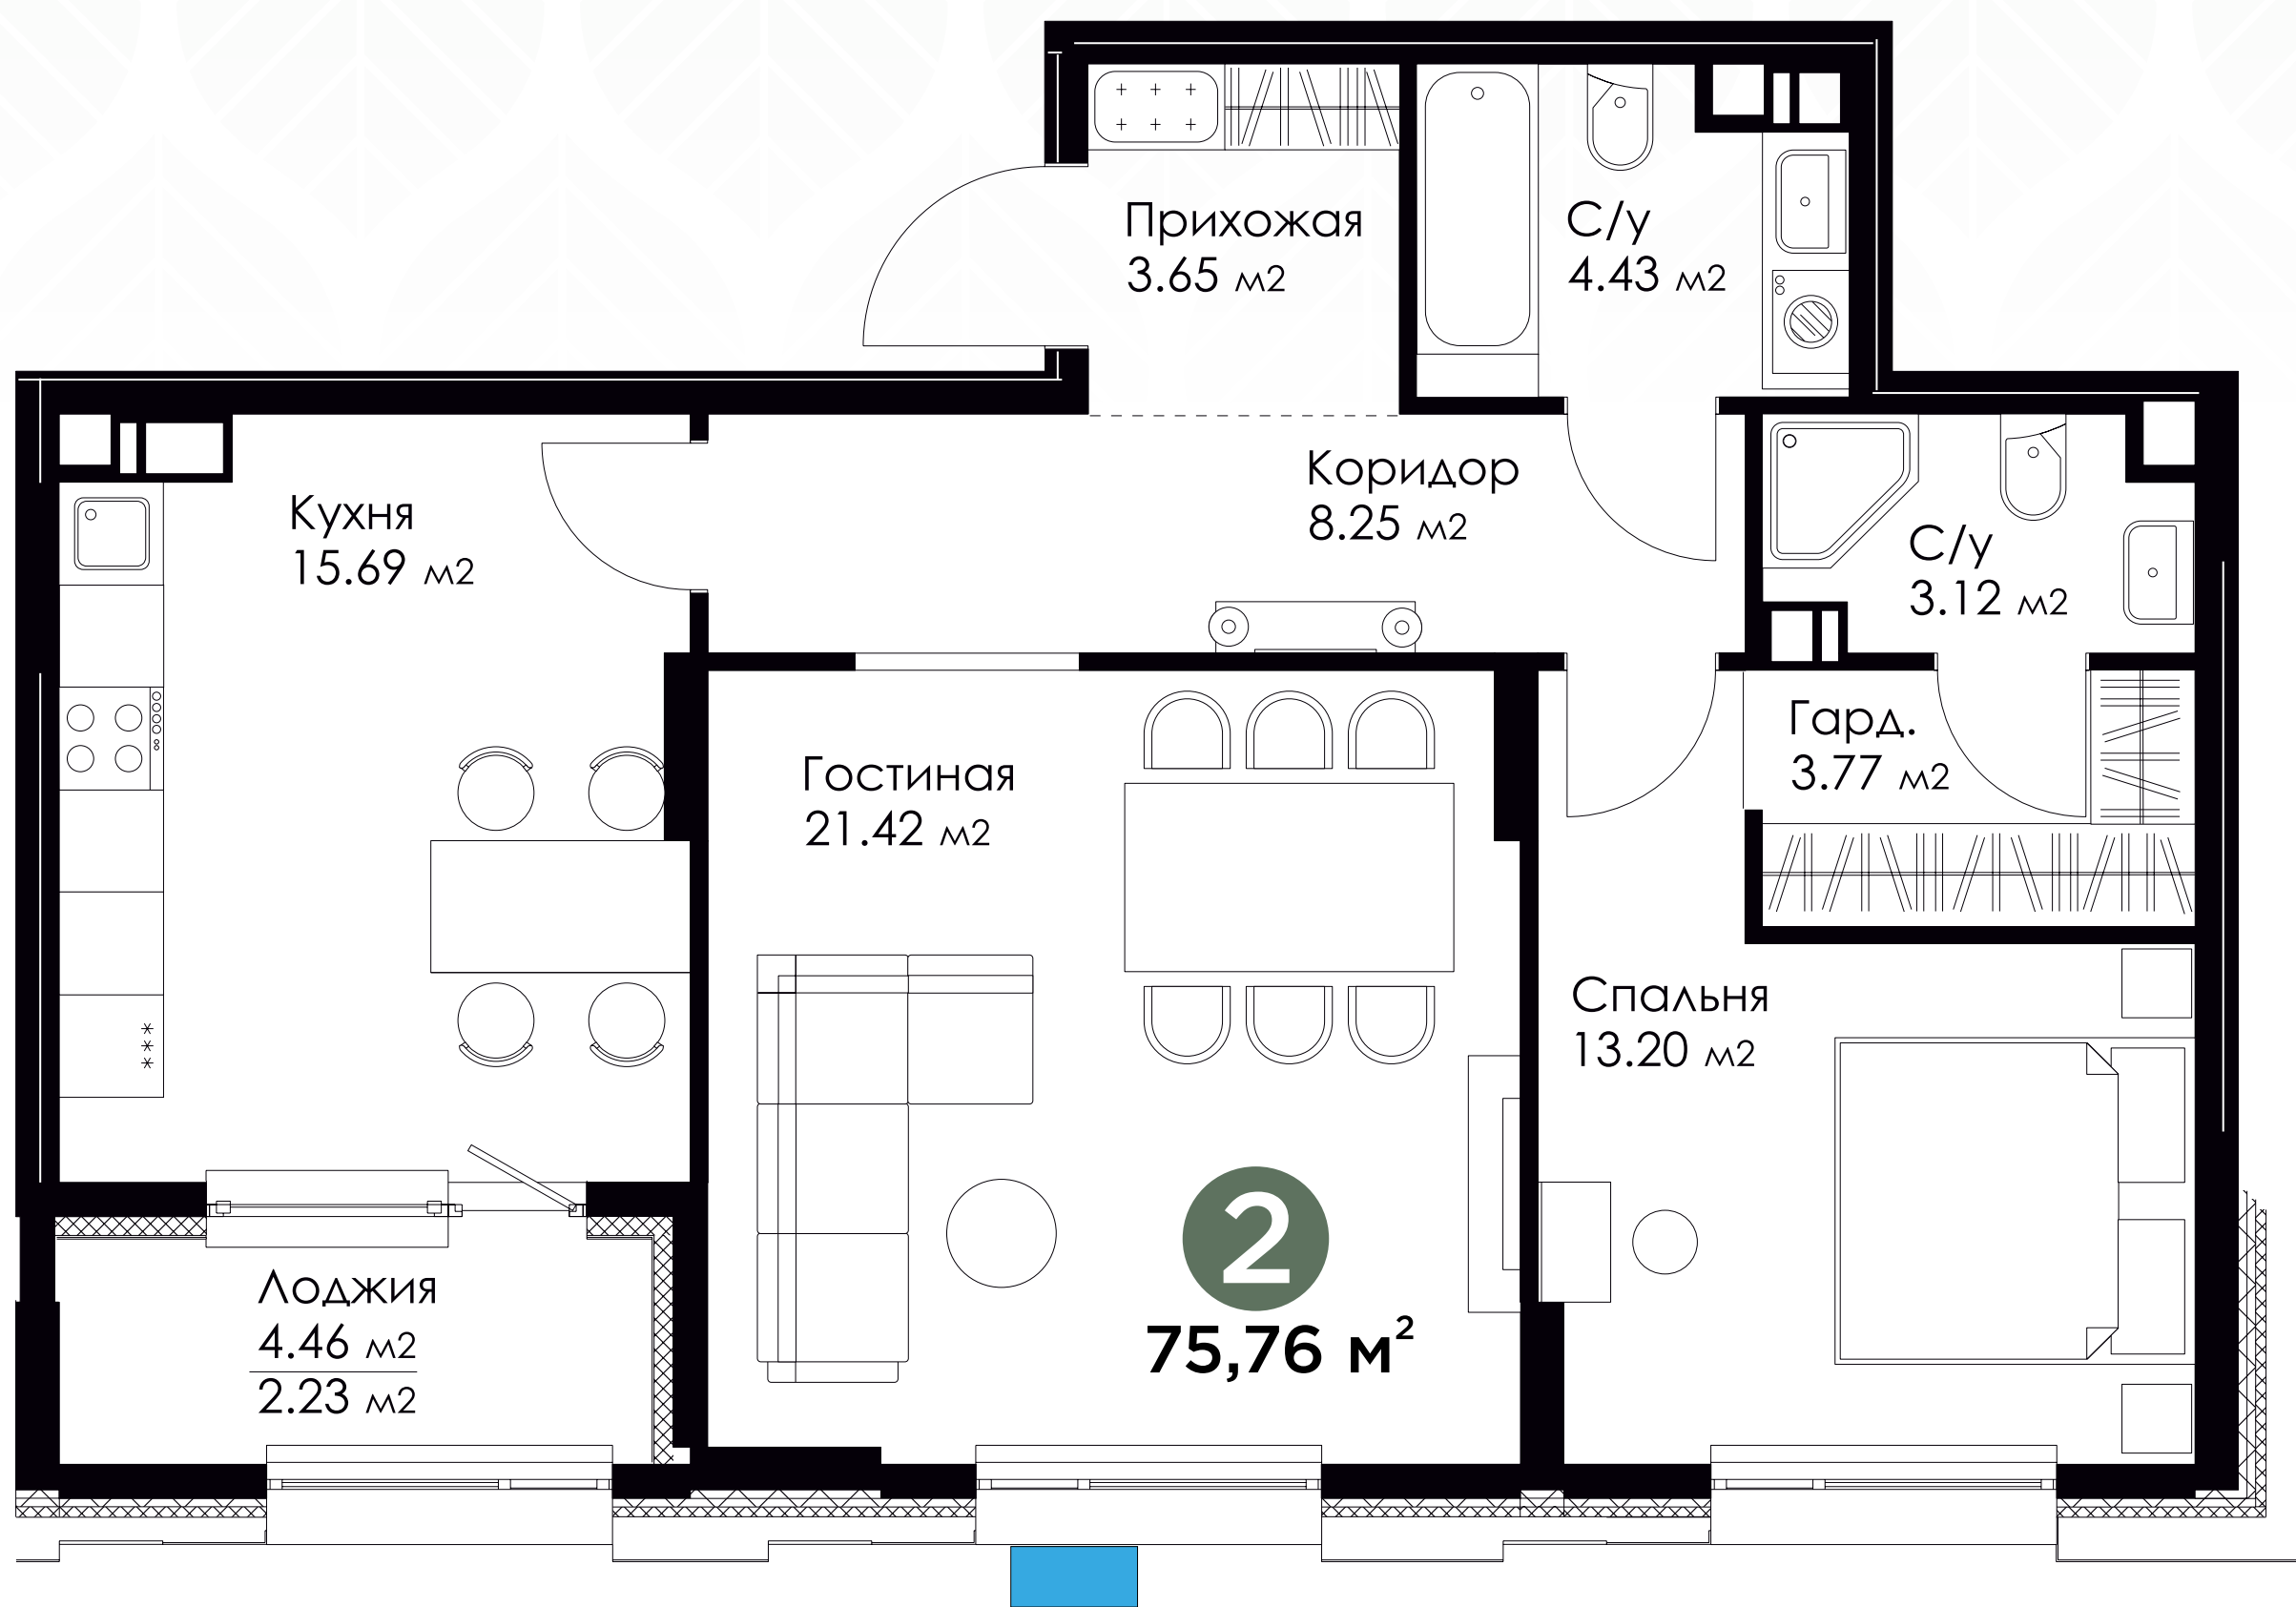 Прихожая
3.65 м2
С/у
4.43 м2
Коридор
8.25 м2
Кухня
15.69 м2
С/у
3.12 м2
Гард.
3.77 м2
Гостиная
21.42 м2
Спальня
13.20 м2
2
75,76 м²
Лоджия
4.46 м2
2.23 м2